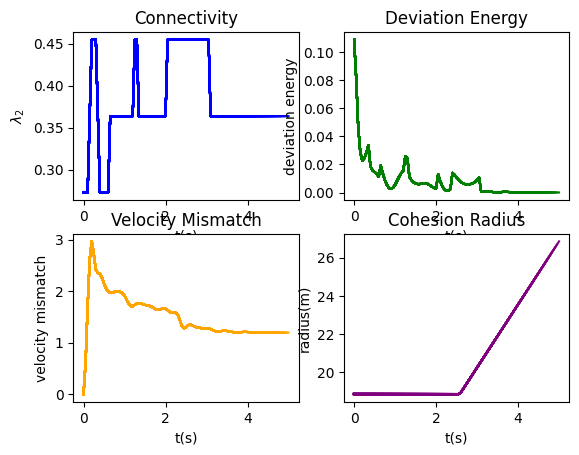 Connectivity
Deviation Energy
0.45
0.40
0.35
0.30
λ2
0
2
4
t(s)
0.10
0.08
0.06
0.04
0.02
0.00
deviation energy
0
2
4
t(s)
Velocity Mismatch
Cohesion Radius
3
2
1
0
velocity mismatch
0
2
4
t(s)
26
24
22
20
radius(m)
0
2
4
t(s)